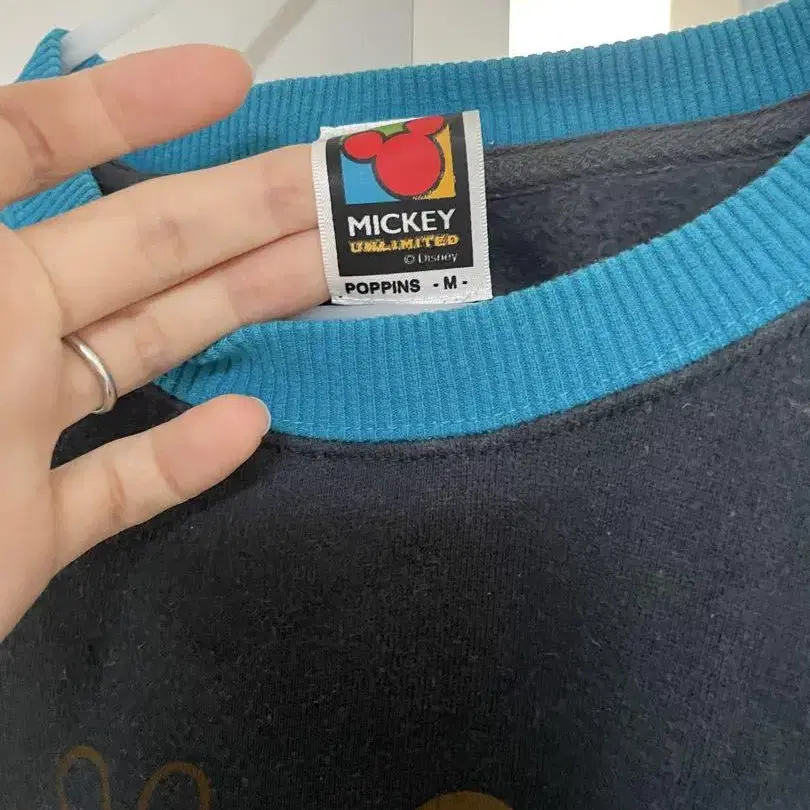 MICKEY
UNLIMITED
© Disney
POPPINS - M -